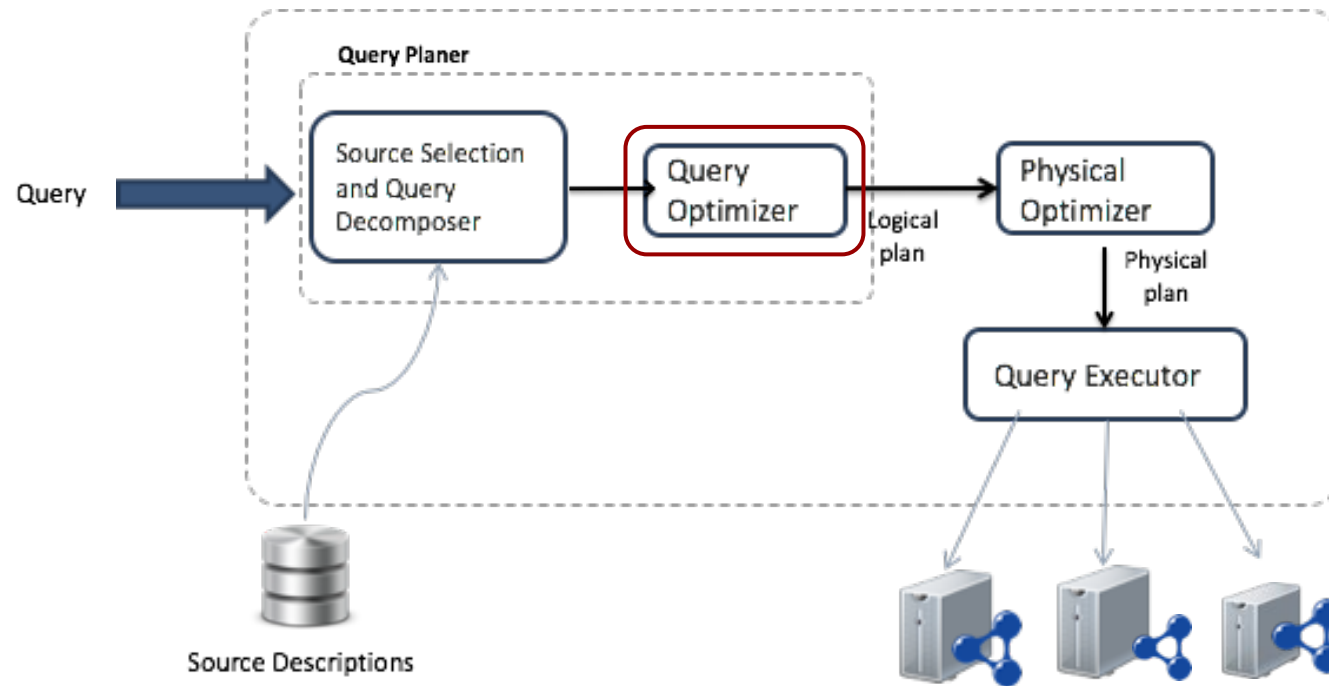 Query Planer
Source Selection
and Query
Decomposer
Query
Optimizer
Physical
Optimizer
Query
Logical
plan
Physical
plan
Query Executor
Source Descriptions